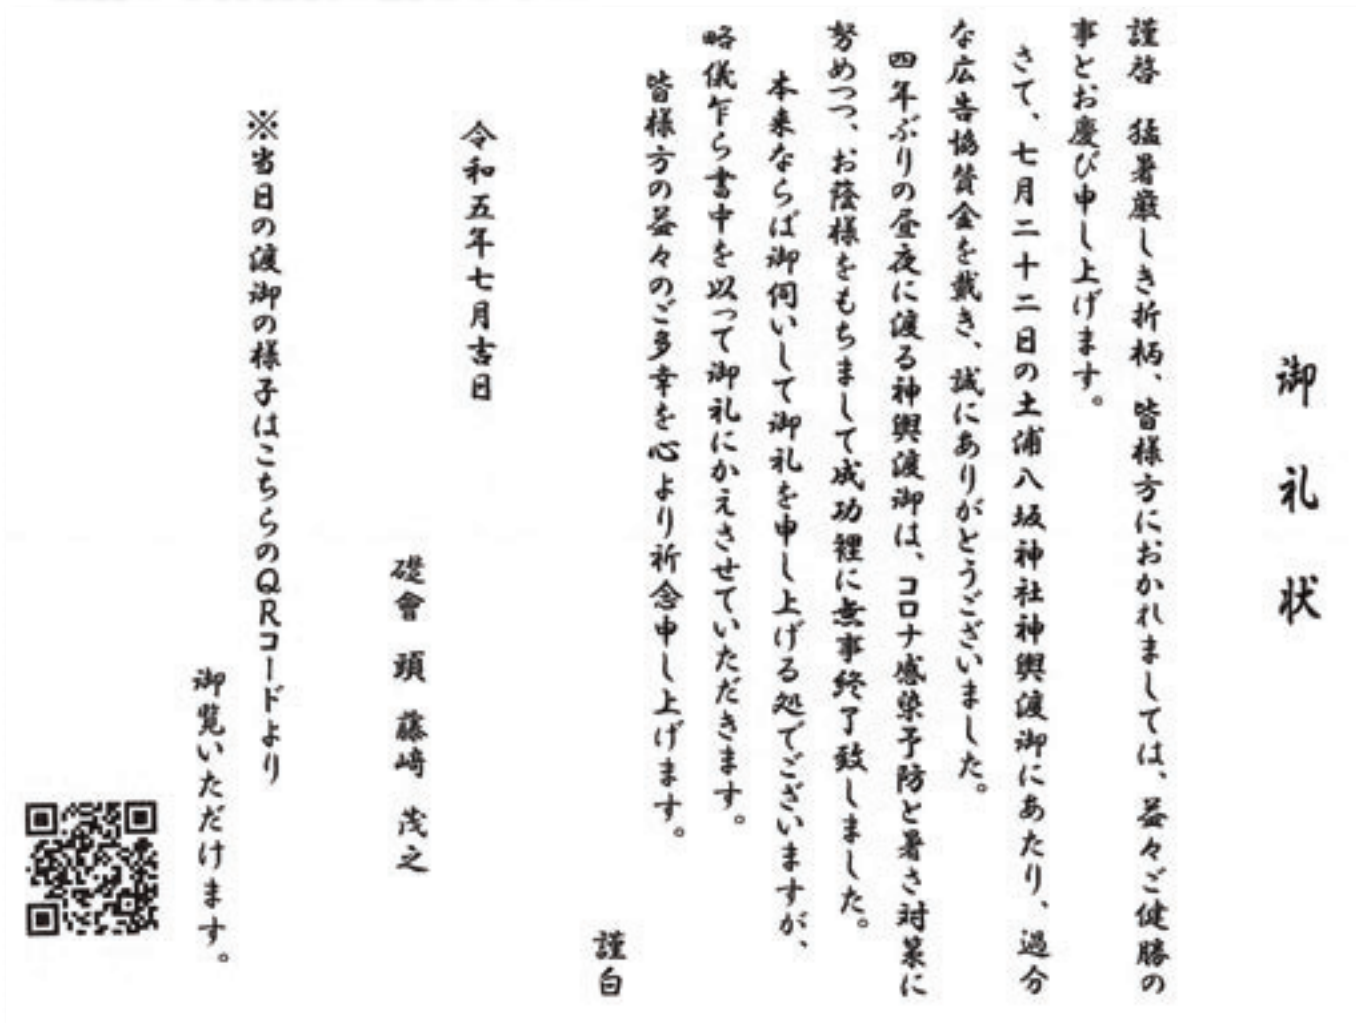 御礼状
謹啓　猛暑厳しき折柄、皆様方におかれましては、益々ご健勝の
事とお慶び申し上げます。
さて、七月二十二日の土浦八坂神社神輿渡御にあたり、過分
な広告協賛金を戴き、誠にありがとうございました。
四年ぶりの昼夜に渡る神輿渡御は、コロナ感染予防と暑さ対策に
努めつつ、お蔭様をもちまして成功裡に無事終了致しました。
本来ならば御伺いして御礼を申し上げる処でございますが、
略儀乍ら書中を以って御礼にかえさせていただきます。
皆様方の益々のご多幸を心より祈念申し上げます。
謹白
令和五年七月吉日
礎會　頭　藤﨑　茂之
※当日の渡御の様子はこちらのQRコードより
御覧いただけます。